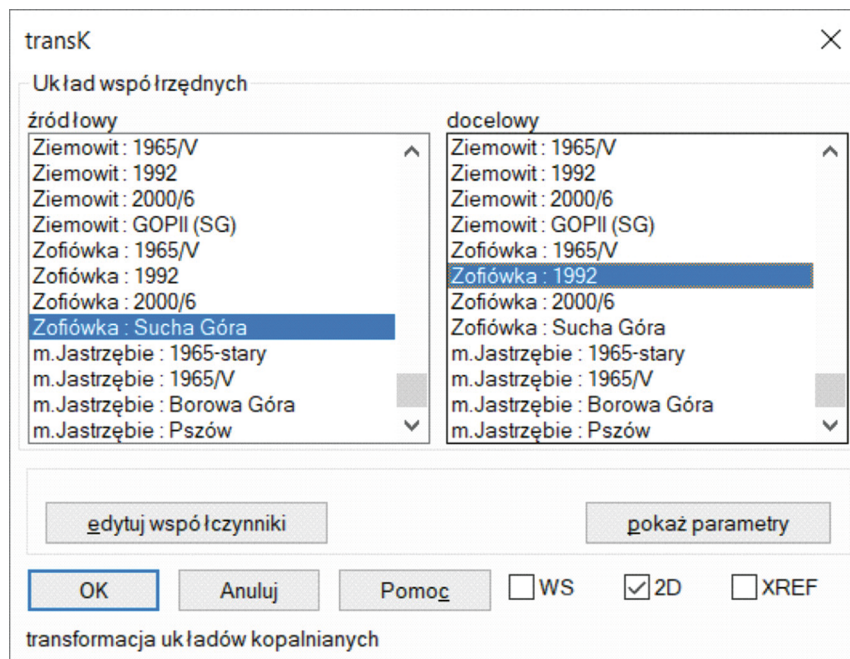 transK
Układ współrzędnych
źródłowy
Ziemowit : 1965/V
Ziemowit : 1992
Ziemowit : 2000/6
Ziemowit : GOPII (SG)
Zofiówka : 1965/V
Zofiówka : 1992
Zofiówka : 2000/6
Zofiówka : Sucha Góra
m.Jastrzębie : 1965-stary
m.Jastrzębie : 1965/V
m.Jastrzębie : Borowa Góra
m.Jastrzębie : Pszów
docelowy
Ziemowit : 1965/V
Ziemowit : 1992
Ziemowit : 2000/6
Ziemowit : GOPII (SG)
Zofiówka : 1965/V
Zofiówka : 1992
Zofiówka : 2000/6
Zofiówka : Sucha Góra
m.Jastrzębie : 1965-stary
m.Jastrzębie : 1965/V
m.Jastrzębie : Borowa Góra
m.Jastrzębie : Pszów
edytuj współczynniki
pokaż parametry
OK
Anuluj
Pomoc
WS
2D
XREF
transformacja układów kopalnianych